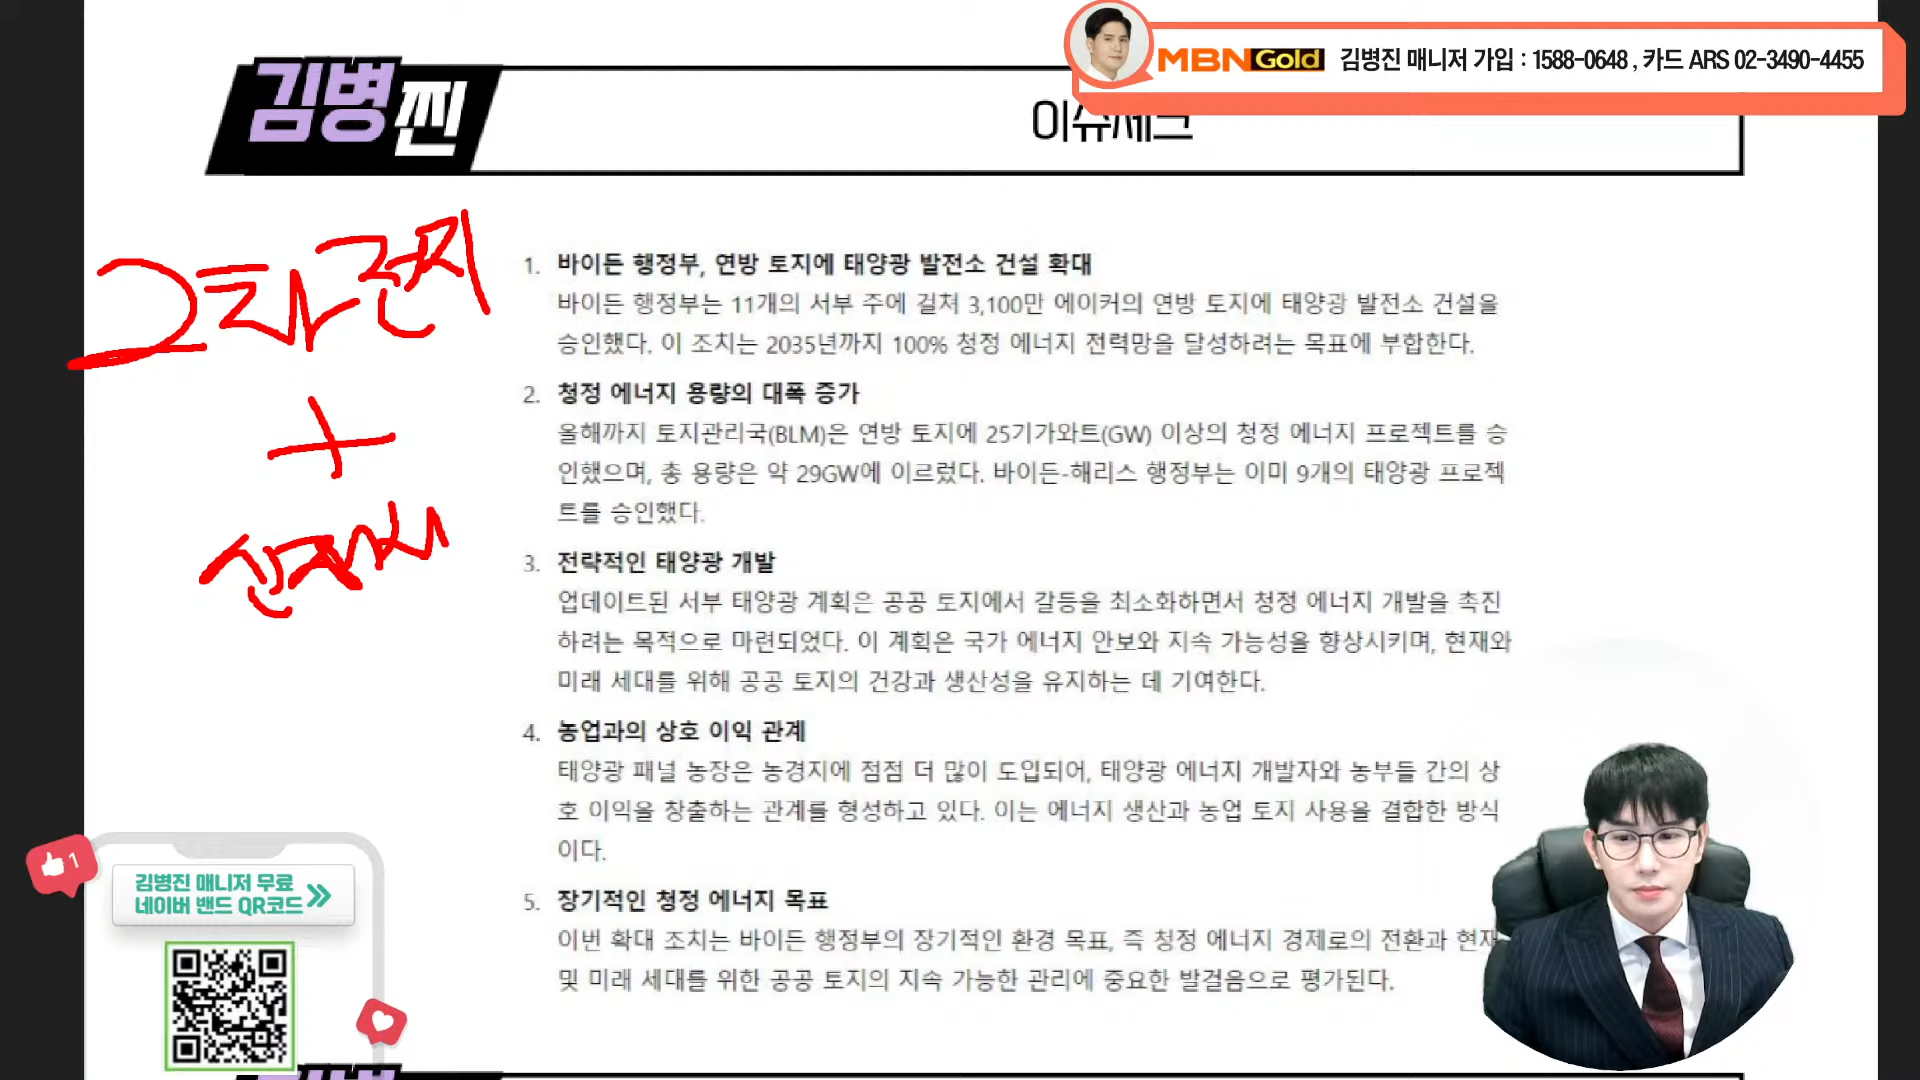 MBNGold 김병진 매니저 가입 : 1588-0648 , 카드 ARS 02-3490-4455
김병찐
이슈체크
2차전지
+
신재생
1. 바이든 행정부, 연방 토지에 태양광 발전소 건설 확대
바이든 행정부는 11개의 서부 주에 걸쳐 3,100만 에이커의 연방 토지에 태양광 발전소 건설을
승인했다. 이 조치는 2035년까지 100% 청정 에너지 전력망을 달성하려는 목표에 부합한다.
2. 청정 에너지 용량의 대폭 증가
올해까지 토지관리국(BLM)은 연방 토지에 25기가와트(GW) 이상의 청정 에너지 프로젝트를 승
인했으며, 총 용량은 약 29GW에 이르렀다. 바이든-해리스 행정부는 이미 9개의 태양광 프로젝
트를 승인했다.
3. 전략적인 태양광 개발
업데이트된 서부 태양광 계획은 공공 토지에서 갈등을 최소화하면서 청정 에너지 개발을 촉진
하려는 목적으로 마련되었다. 이 계획은 국가 에너지 안보와 지속 가능성을 향상시키며, 현재와
미래 세대를 위해 공공 토지의 건강과 생산성을 유지하는 데 기여한다.
4. 농업과의 상호 이익 관계
태양광 패널 농장은 농경지에 점점 더 많이 도입되어, 태양광 에너지 개발자와 농부들 간의 상
호 이익을 창출하는 관계를 형성하고 있다. 이는 에너지 생산과 농업 토지 사용을 결합한 방식
이다.
5. 장기적인 청정 에너지 목표
이번 확대 조치는 바이든 행정부의 장기적인 환경 목표, 즉 청정 에너지 경제로의 전환과 현재
및 미래 세대를 위한 공공 토지의 지속 가능한 관리에 중요한 발걸음으로 평가된다.
1
김병진 매니저 무료
네이버 밴드 QR코드